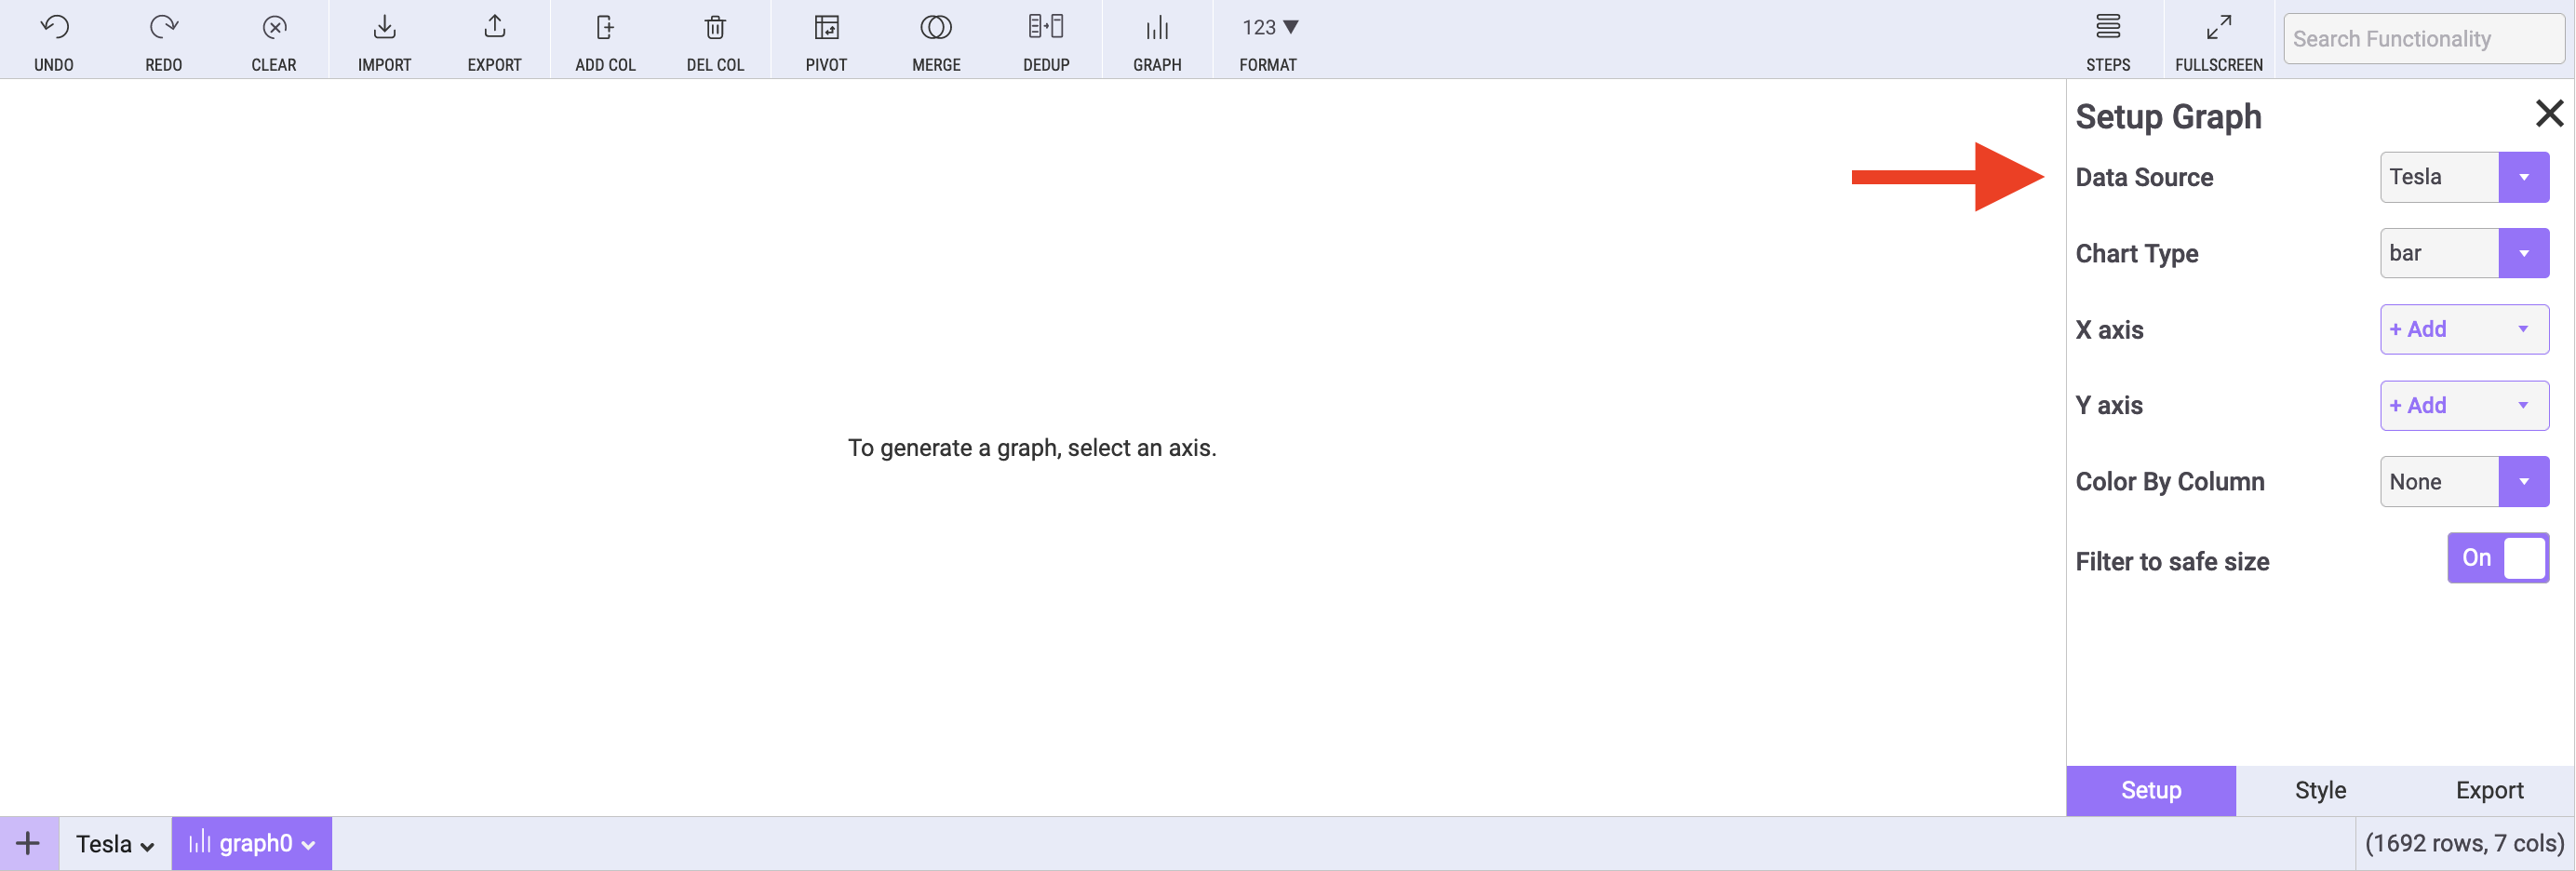 UNDO REDO CLEAR IMPORT EXPORT ADD COL DEL COL PIVOT MERGE DEDUP GRAPH 123 ▼ FORMAT STEPS FULLSCREEN Search Functionality
Setup Graph
Data Source Tesla
Chart Type bar
To generate a graph, select an axis.
X axis + Add
Y axis + Add
Color By Column None
Filter to safe size On
Setup Style Export
+ Tesla graph0 (1692 rows, 7 cols)